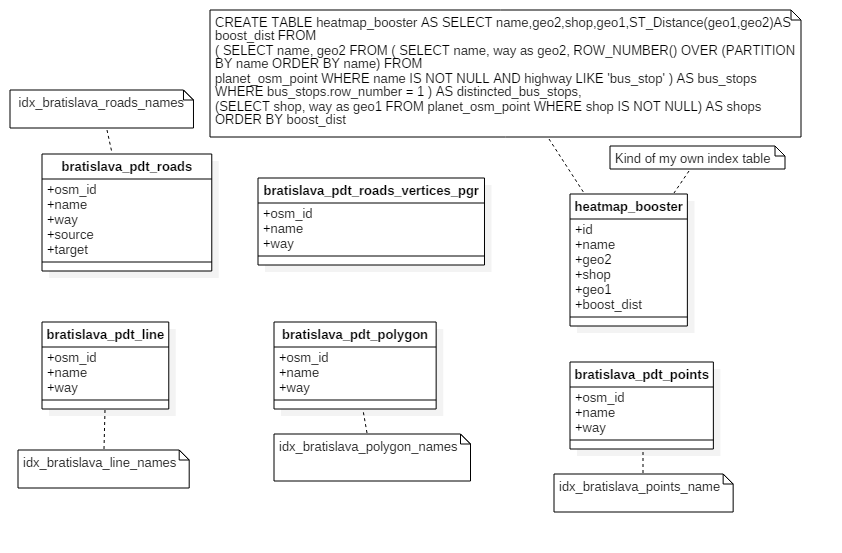 CREATE TABLE heatmap_booster AS SELECT name,geo2,shop,geo1,ST_Distance(geo1,geo2)AS
boost_dist FROM
( SELECT name, geo2 FROM ( SELECT name, way as geo2, ROW_NUMBER() OVER (PARTITION
BY name ORDER BY name) FROM
planet_osm_point WHERE name IS NOT NULL AND highway LIKE 'bus_stop' ) AS bus_stops
WHERE bus_stops.row_number = 1 ) AS distincted_bus_stops,
(SELECT shop, way as geo1 FROM planet_osm_point WHERE shop IS NOT NULL) AS shops
ORDER BY boost_dist
idx_bratislava_roads_names
Kind of my own index table
bratislava_pdt_roads
+osm_id
+name
+way
+source
+target
bratislava_pdt_roads_vertices_pgr
+osm_id
+name
+way
heatmap_booster
+id
+name
+geo2
+shop
+geo1
+boost_dist
bratislava_pdt_line
+osm_id
+name
+way
bratislava_pdt_polygon
+osm_id
+name
+way
bratislava_pdt_points
+osm_id
+name
+way
idx_bratislava_line_names
idx_bratislava_polygon_names
idx_bratislava_points_name